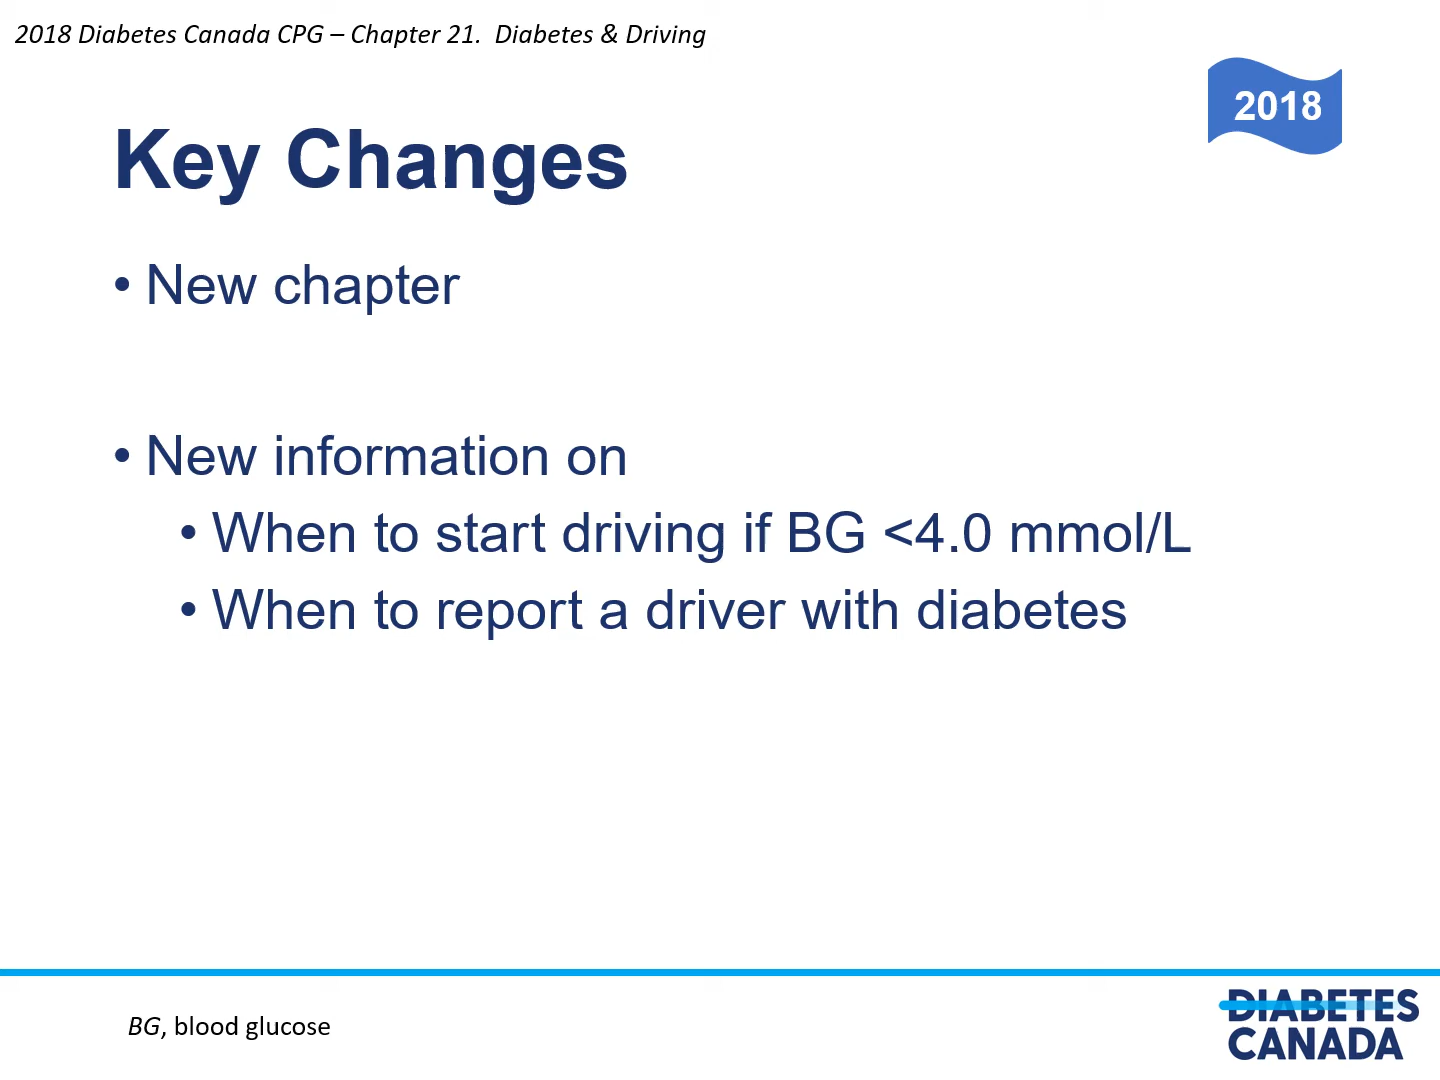 2018 Diabetes Canada CPG – Chapter 21.  Diabetes & Driving
2018
Key Changes
• New chapter
• New information on
• When to start driving if BG <4.0 mmol/L
• When to report a driver with diabetes
BG, blood glucose
DIABETES
CANADA